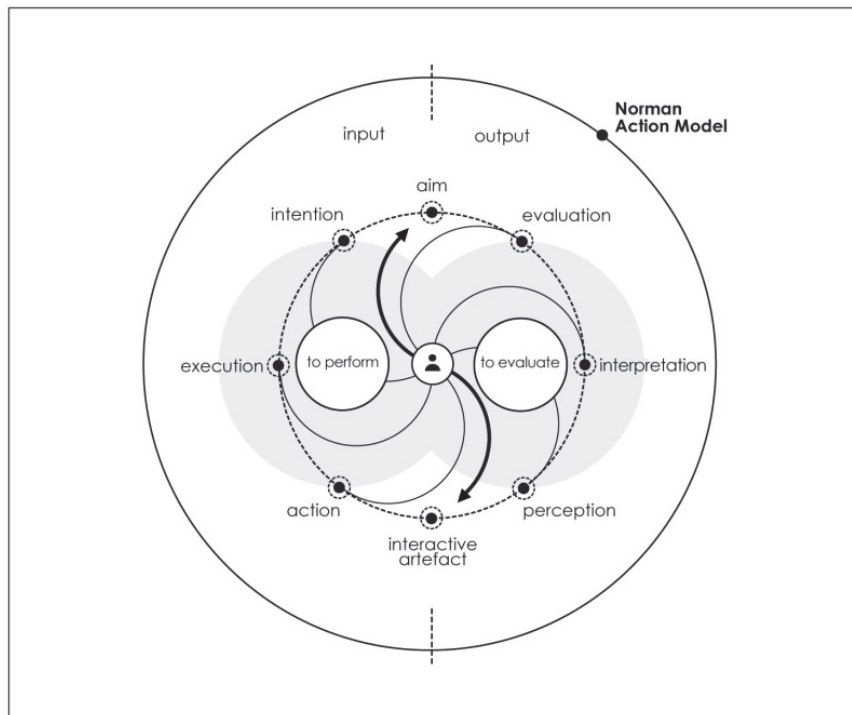 Norman
Action Model
input
output
aim
intention
evaluation
execution
to perform
to evaluate
interpretation
action
perception
interactive
artefact